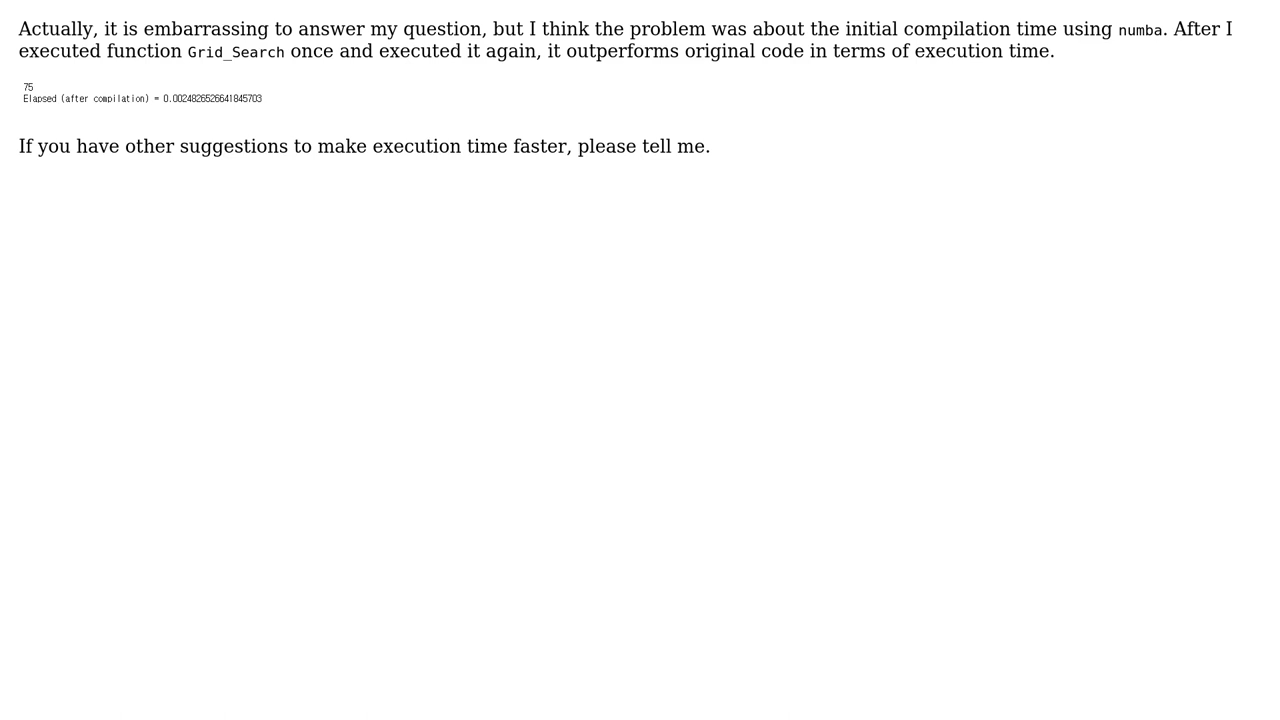 Actually, it is embarrassing to answer my question, but I think the problem was about the initial compilation time using numba. After I
executed function Grid_Search once and executed it again, it outperforms original code in terms of execution time.
75
Elapsed (after compilation) = 0.0024826526641845703
If you have other suggestions to make execution time faster, please tell me.